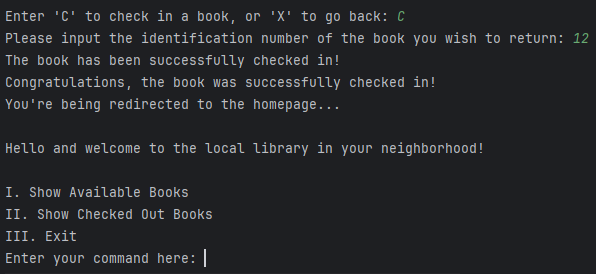 Enter 'C' to check in a book, or 'X' to go back: C
Please input the identification number of the book you wish to return: 12
The book has been successfully checked in!
Congratulations, the book was successfully checked in!
You're being redirected to the homepage...
Hello and welcome to the local library in your neighborhood!
I. Show Available Books
II. Show Checked Out Books
III. Exit
Enter your command here: